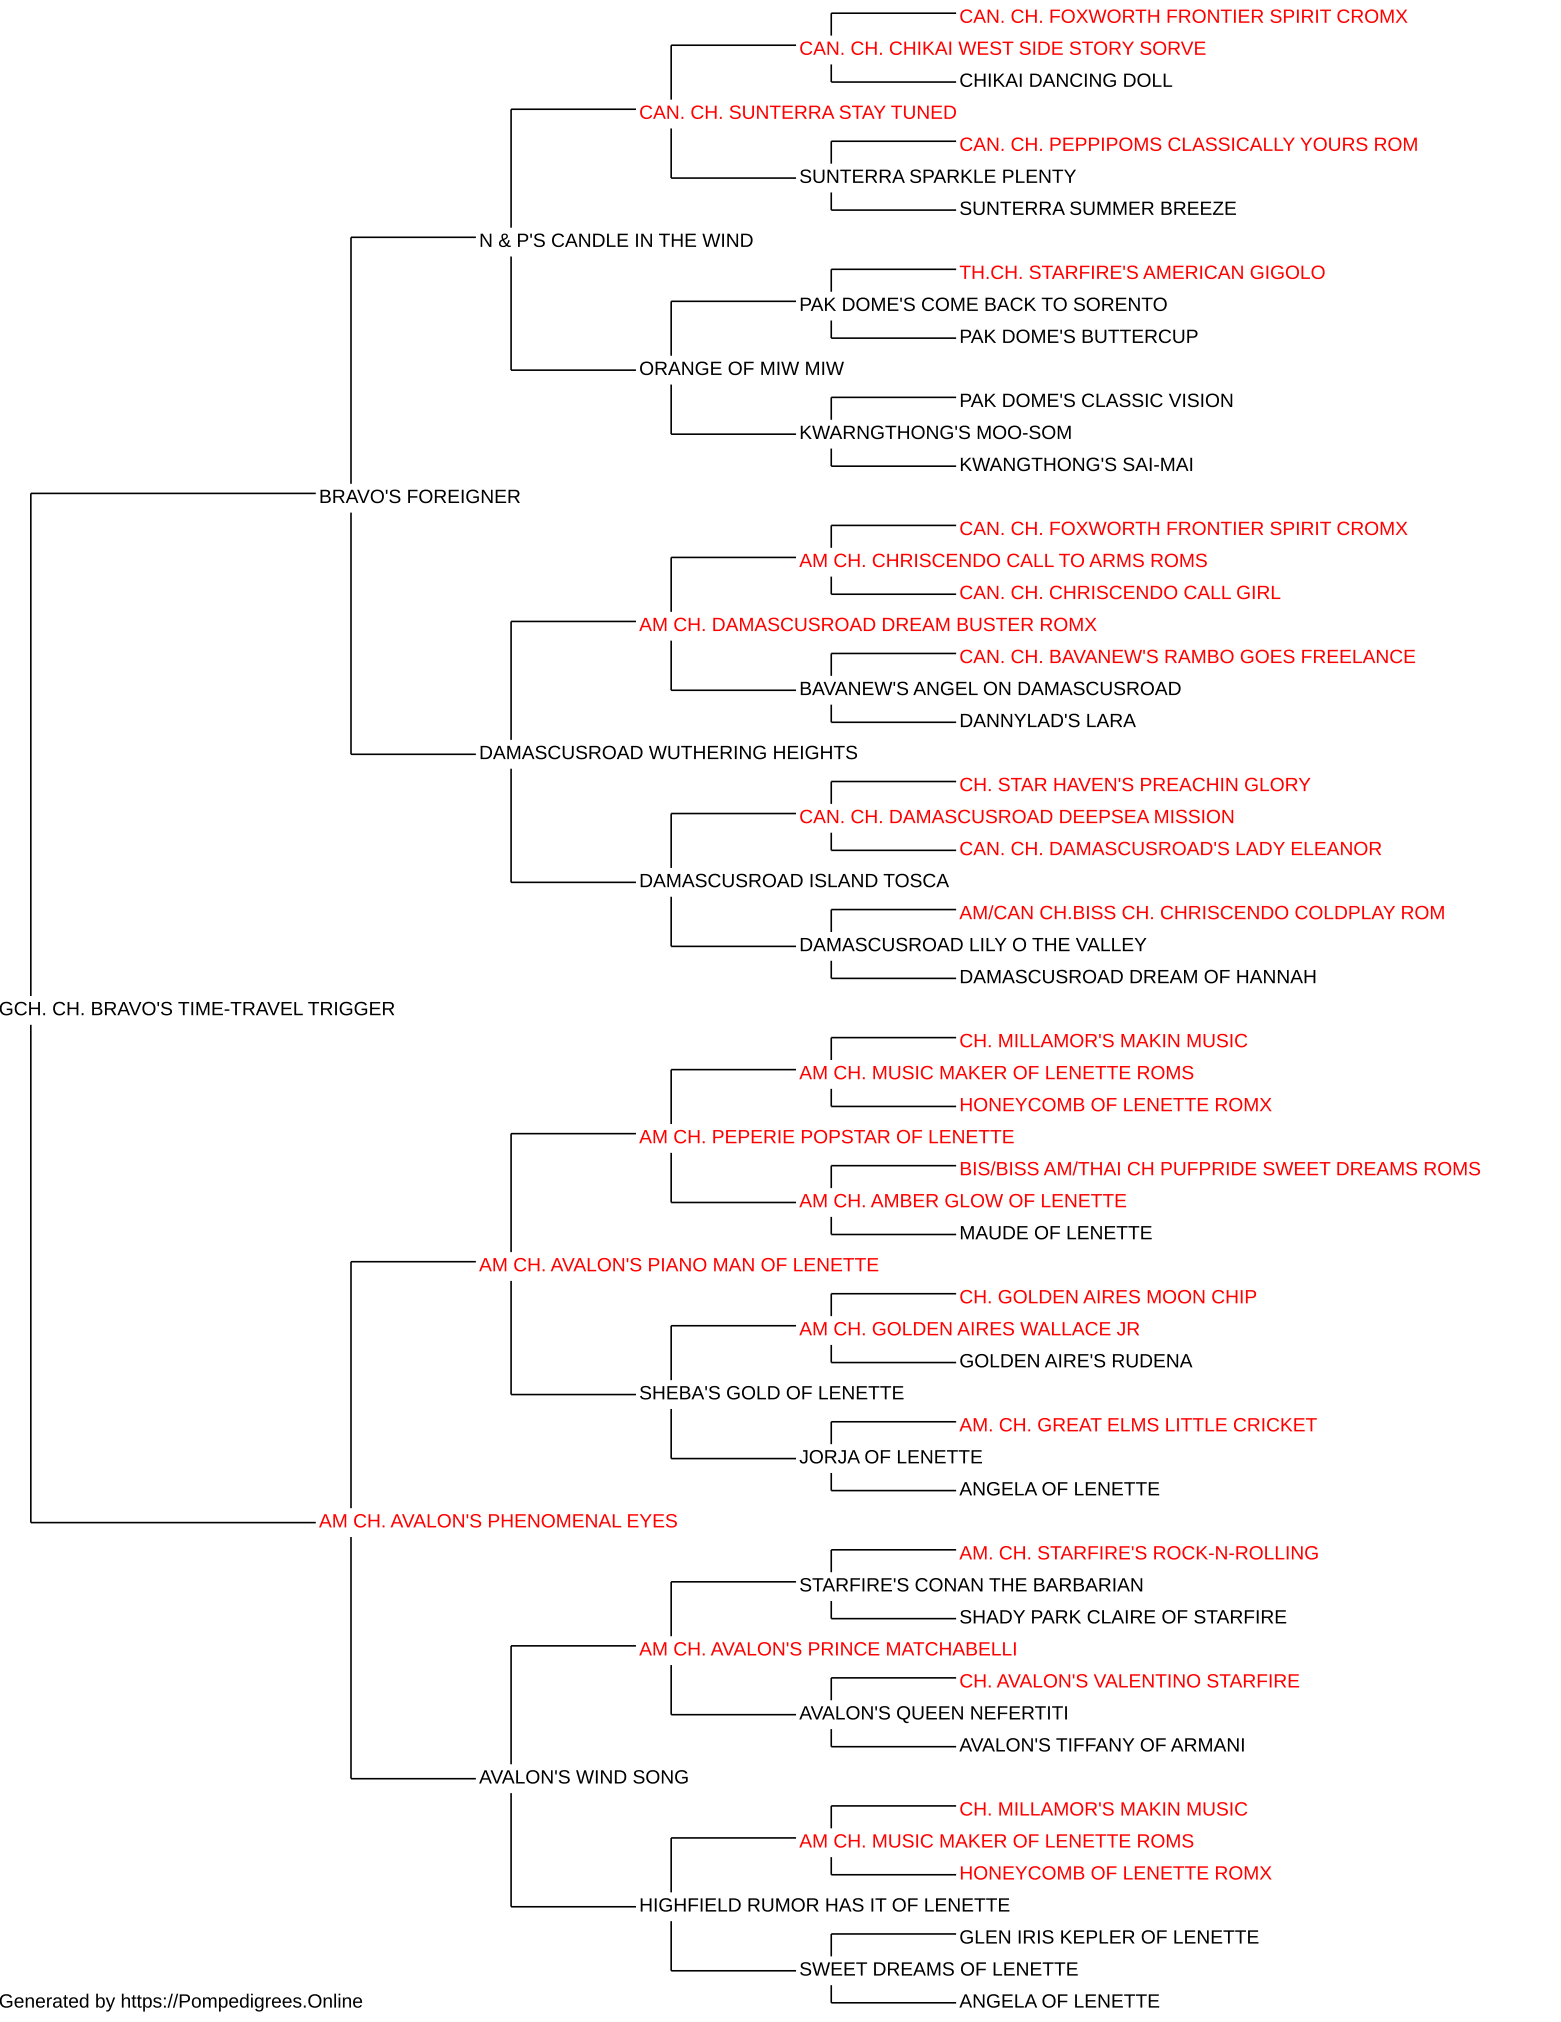 CAN. CH. FOXWORTH FRONTIER SPIRIT CROMX
CAN. CH. CHIKAI WEST SIDE STORY SORVE
CHIKAI DANCING DOLL
CAN. CH. SUNTERRA STAY TUNED
CAN. CH. PEPPIPOMS CLASSICALLY YOURS ROM
SUNTERRA SPARKLE PLENTY
SUNTERRA SUMMER BREEZE
N & P'S CANDLE IN THE WIND
TH.CH. STARFIRE'S AMERICAN GIGOLO
PAK DOME'S COME BACK TO SORENTO
PAK DOME'S BUTTERCUP
ORANGE OF MIW MIW
PAK DOME'S CLASSIC VISION
KWARNGTHONG'S MOO-SOM
KWANGTHONG'S SAI-MAI
BRAVO'S FOREIGNER
CAN. CH. FOXWORTH FRONTIER SPIRIT CROMX
AM CH. CHRISCENDO CALL TO ARMS ROMS
CAN. CH. CHRISCENDO CALL GIRL
AM CH. DAMASCUSROAD DREAM BUSTER ROMX
CAN. CH. BAVANEW'S RAMBO GOES FREELANCE
BAVANEW'S ANGEL ON DAMASCUSROAD
DANNYLAD'S LARA
DAMASCUSROAD WUTHERING HEIGHTS
CH. STAR HAVEN'S PREACHIN GLORY
CAN. CH. DAMASCUSROAD DEEPSEA MISSION
CAN. CH. DAMASCUSROAD'S LADY ELEANOR
DAMASCUSROAD ISLAND TOSCA
AM/CAN CH.BISS CH. CHRISCENDO COLDPLAY ROM
DAMASCUSROAD LILY O THE VALLEY
DAMASCUSROAD DREAM OF HANNAH
GCH. CH. BRAVO'S TIME-TRAVEL TRIGGER
CH. MILLAMOR'S MAKIN MUSIC
AM CH. MUSIC MAKER OF LENETTE ROMS
HONEYCOMB OF LENETTE ROMX
AM CH. PEPERIE POPSTAR OF LENETTE
BIS/BISS AM/THAI CH PUFPRIDE SWEET DREAMS ROMS
AM CH. AMBER GLOW OF LENETTE
MAUDE OF LENETTE
AM CH. AVALON'S PIANO MAN OF LENETTE
CH. GOLDEN AIRES MOON CHIP
AM CH. GOLDEN AIRES WALLACE JR
GOLDEN AIRE'S RUDENA
SHEBA'S GOLD OF LENETTE
AM. CH. GREAT ELMS LITTLE CRICKET
JORJA OF LENETTE
ANGELA OF LENETTE
AM CH. AVALON'S PHENOMENAL EYES
AM. CH. STARFIRE'S ROCK-N-ROLLING
STARFIRE'S CONAN THE BARBARIAN
SHADY PARK CLAIRE OF STARFIRE
AM CH. AVALON'S PRINCE MATCHABELLI
CH. AVALON'S VALENTINO STARFIRE
AVALON'S QUEEN NEFERTITI
AVALON'S TIFFANY OF ARMANI
AVALON'S WIND SONG
CH. MILLAMOR'S MAKIN MUSIC
AM CH. MUSIC MAKER OF LENETTE ROMS
HONEYCOMB OF LENETTE ROMX
HIGHFIELD RUMOR HAS IT OF LENETTE
GLEN IRIS KEPLER OF LENETTE
SWEET DREAMS OF LENETTE
ANGELA OF LENETTE
Generated by https://Pompedigrees.Online